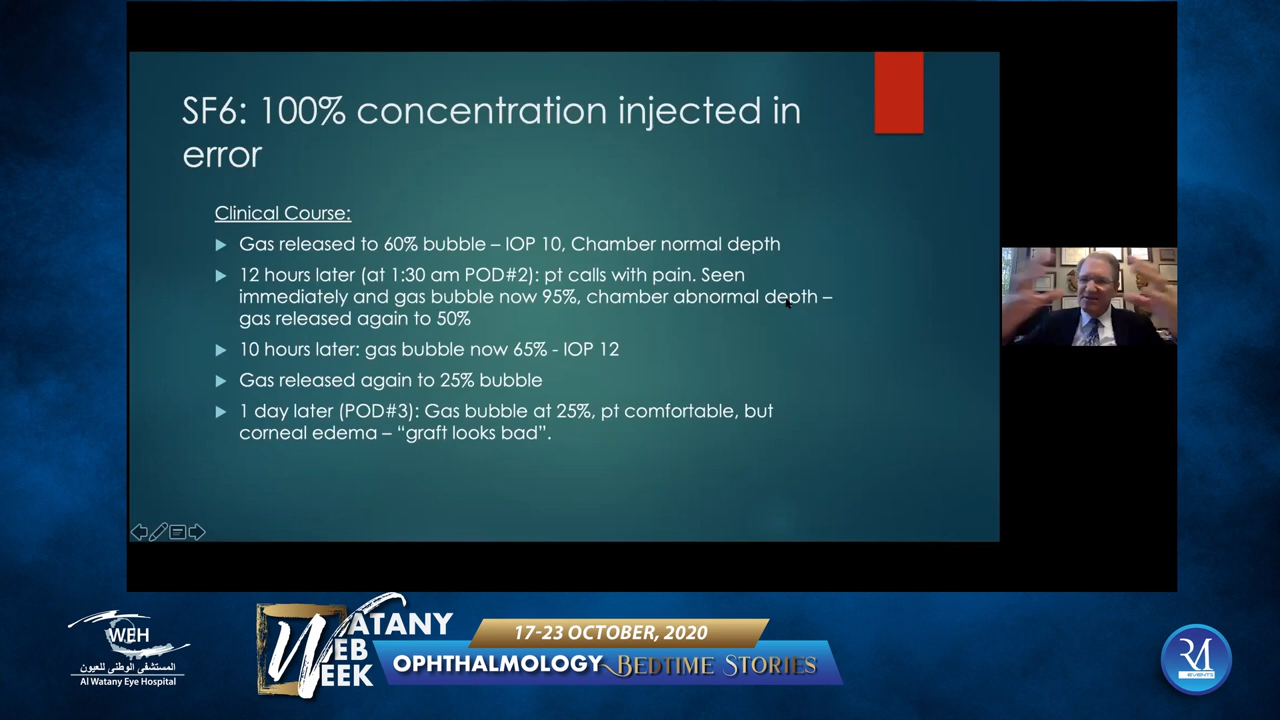 SF6: 100% concentration injected in
error
Clinical Course:
Gas released to 60% bubble – IOP 10, Chamber normal depth
12 hours later (at 1:30 am POD#2): pt calls with pain. Seen
immediately and gas bubble now 95%, chamber abnormal depth –
gas released again to 50%
10 hours later: gas bubble now 65% - IOP 12
Gas released again to 25% bubble
1 day later (POD#3): Gas bubble at 25%, pt comfortable, but
corneal edema – “graft looks bad”.
WEH
المستشفى الوطني للعيون
Al Watany Eye Hospital
WATANY
WEB
WEEK
17-23 OCTOBER, 2020
OPHTHALMOLOGY BEDTIME STORIES
RM
EVENTS